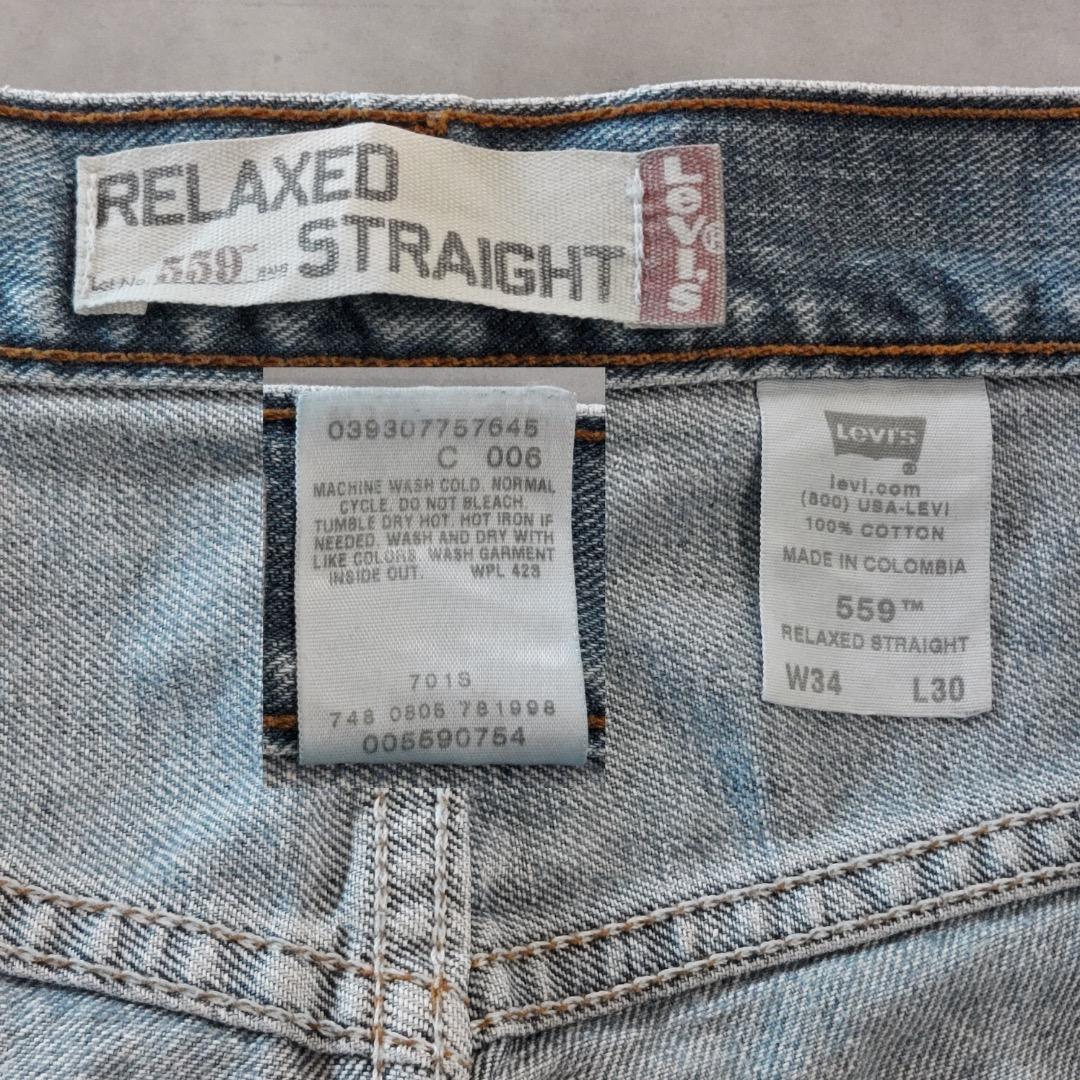 RELAXED
STRAIGHT
Lot No. 559™ JEANS
LEVI'S®
039307757645
C 006
MACHINE WASH COLD. NORMAL
CYCLE. DO NOT BLEACH.
TUMBLE DRY HOT. HOT IRON IF
NEEDED. WASH AND DRY WITH
LIKE COLORS. WASH GARMENT
INSIDE OUT. WPL 423
701S
748 0805 781998
005590754
LEVI'S
®
levi.com
(800) USA-LEVI
100% COTTON
MADE IN COLOMBIA
559™
RELAXED STRAIGHT
W34 L30